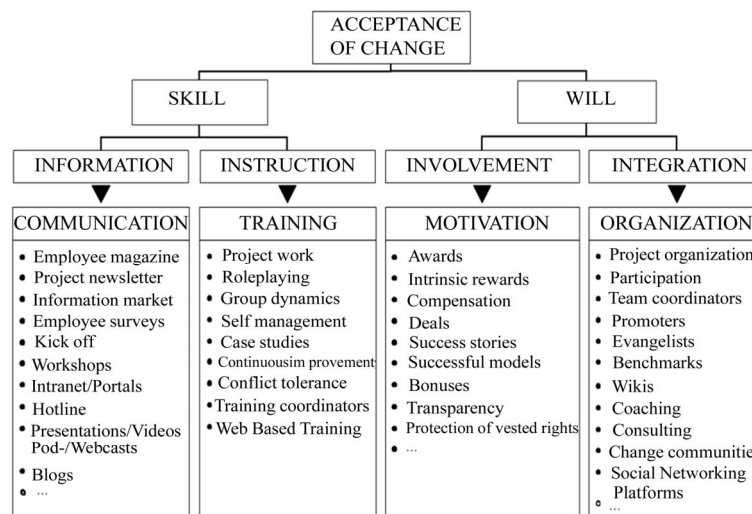 ACCEPTANCE
OF CHANGE
SKILL
WILL
INFORMATION
INSTRUCTION
INVOLVEMENT
INTEGRATION
COMMUNICATION
• Employee magazine
• Project newsletter
• Information market
• Employee surveys
• Kick off
• Workshops
• Intranet/Portals
• Hotline
• Presentations/Videos
Pod-/Webcasts
• Blogs
• ...
TRAINING
• Project work
• Roleplaying
• Group dynamics
• Self management
• Case studies
• Continuousim provements
• Conflict tolerance
• Training coordinators
• Web Based Training
MOTIVATION
• Awards
• Intrinsic rewards
• Compensation
• Deals
• Success stories
• Successful models
• Bonuses
• Transparency
• Protection of vested rights
• ...
ORGANIZATION
• Project organization
• Participation
• Team coordinators
• Promoters
• Evangelists
• Benchmarks
• Wikis
• Coaching
• Consulting
• Change communitie
• Social Networking
Platforms
• ...